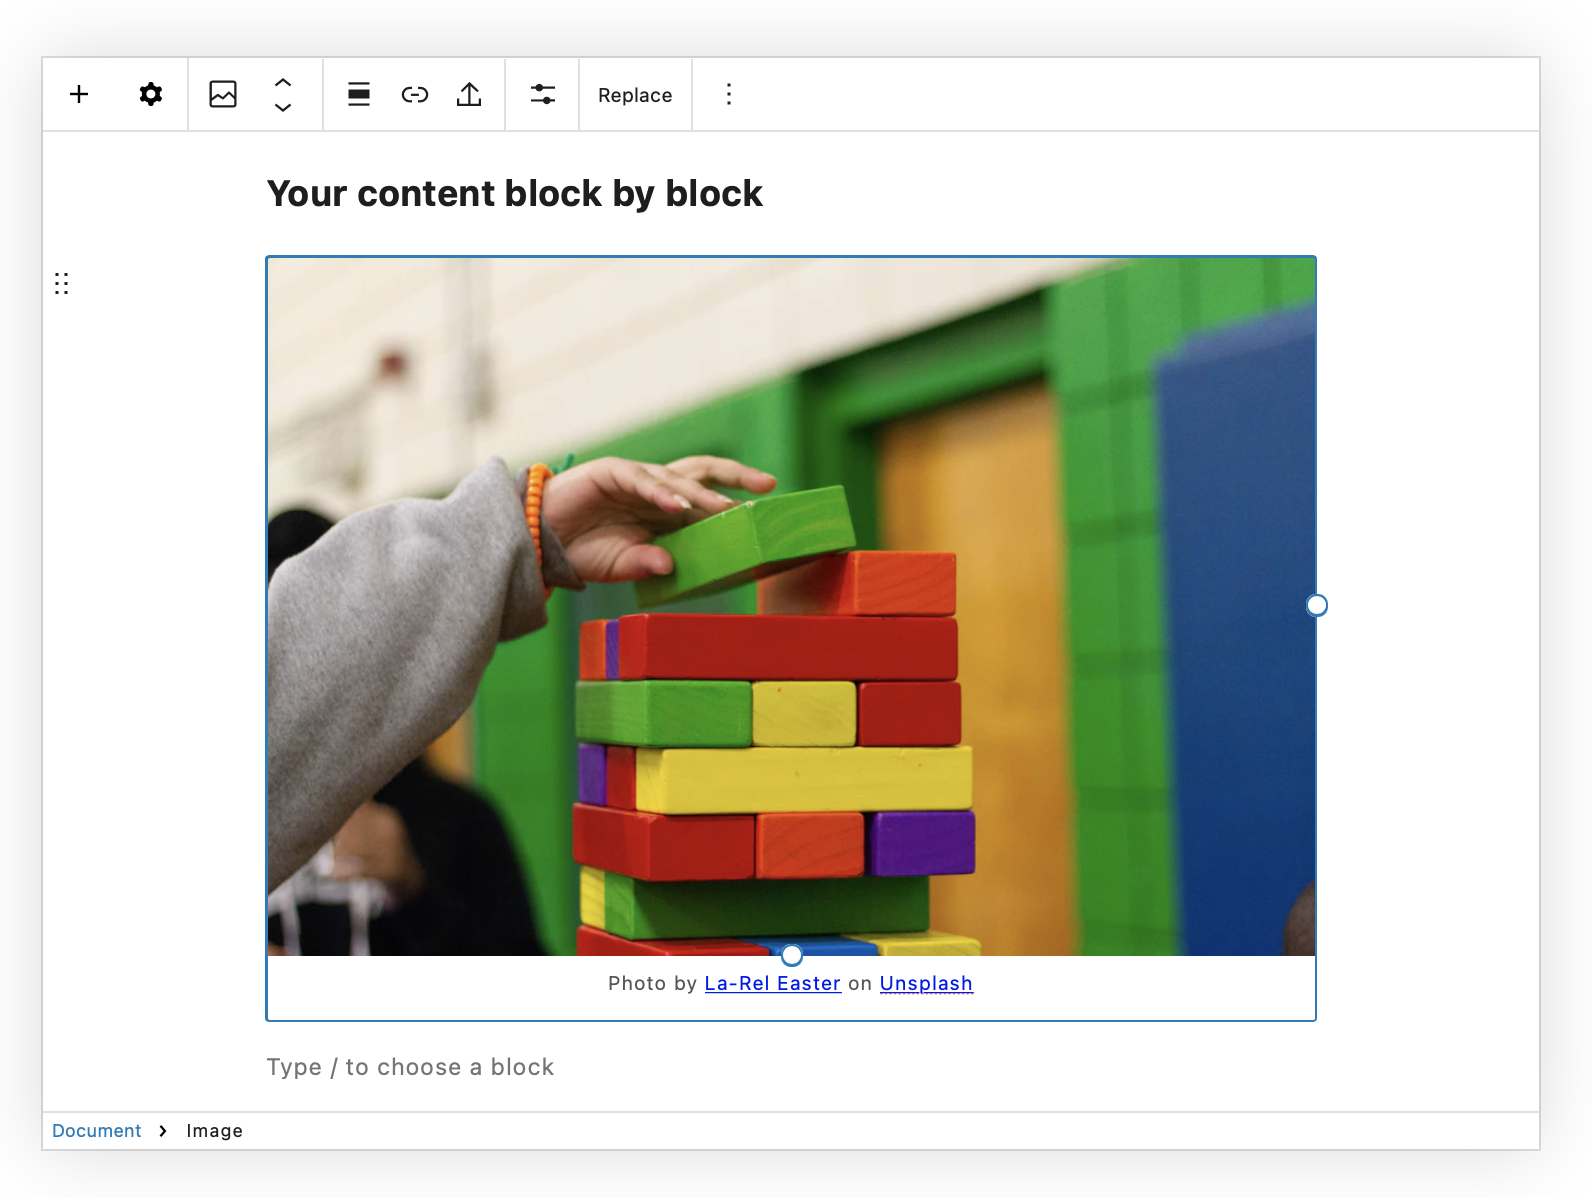 Replace
Your content block by block
Photo by La-Rel Easter on Unsplash
Type / to choose a block
Document › Image